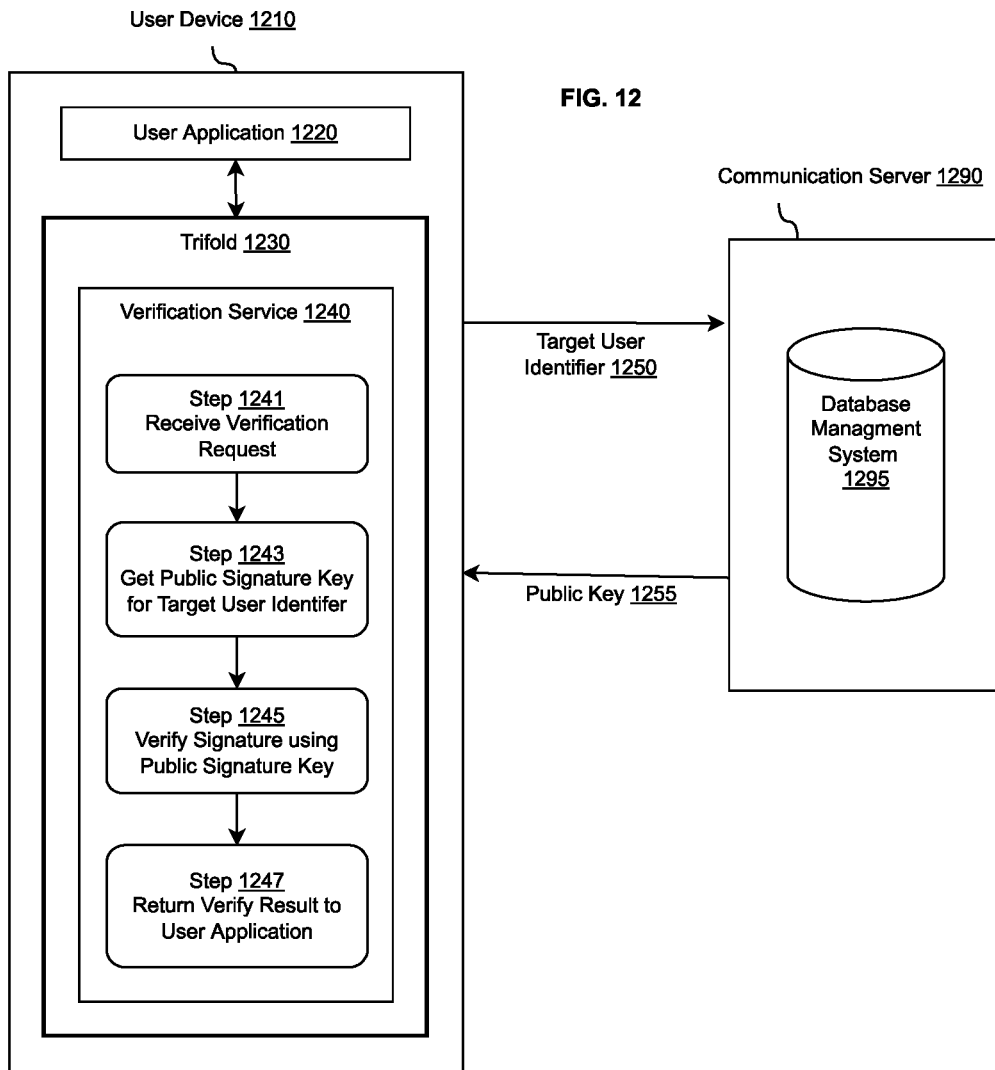 User Device 1210
FIG. 12
User Application 1220
Communication Server 1290
Trifold 1230
Verification Service 1240
Target User
Identifier 1250
Step 1241
Receive Verification
Request
Database
Managment
System
1295
Step 1243
Get Public Signature Key
for Target User Identifer
Public Key 1255
Step 1245
Verify Signature using
Public Signature Key
Step 1247
Return Verify Result to
User Application